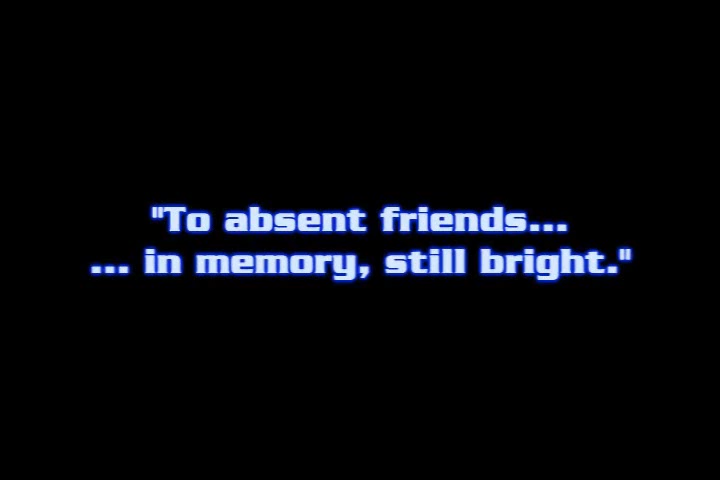 "To absent friends...
... in memory, still bright."